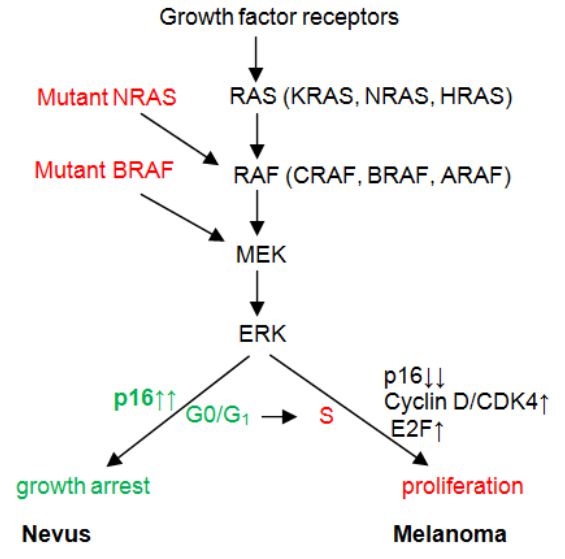 Growth factor receptors
Mutant NRAS
RAS (KRAS, NRAS, HRAS)
Mutant BRAF
RAF (CRAF, BRAF, ARAF)
MEK
ERK
p16↑↑
G0/G₁
S
p16↓↓
Cyclin D/CDK4↑
E2F↑
growth arrest
proliferation
Nevus
Melanoma